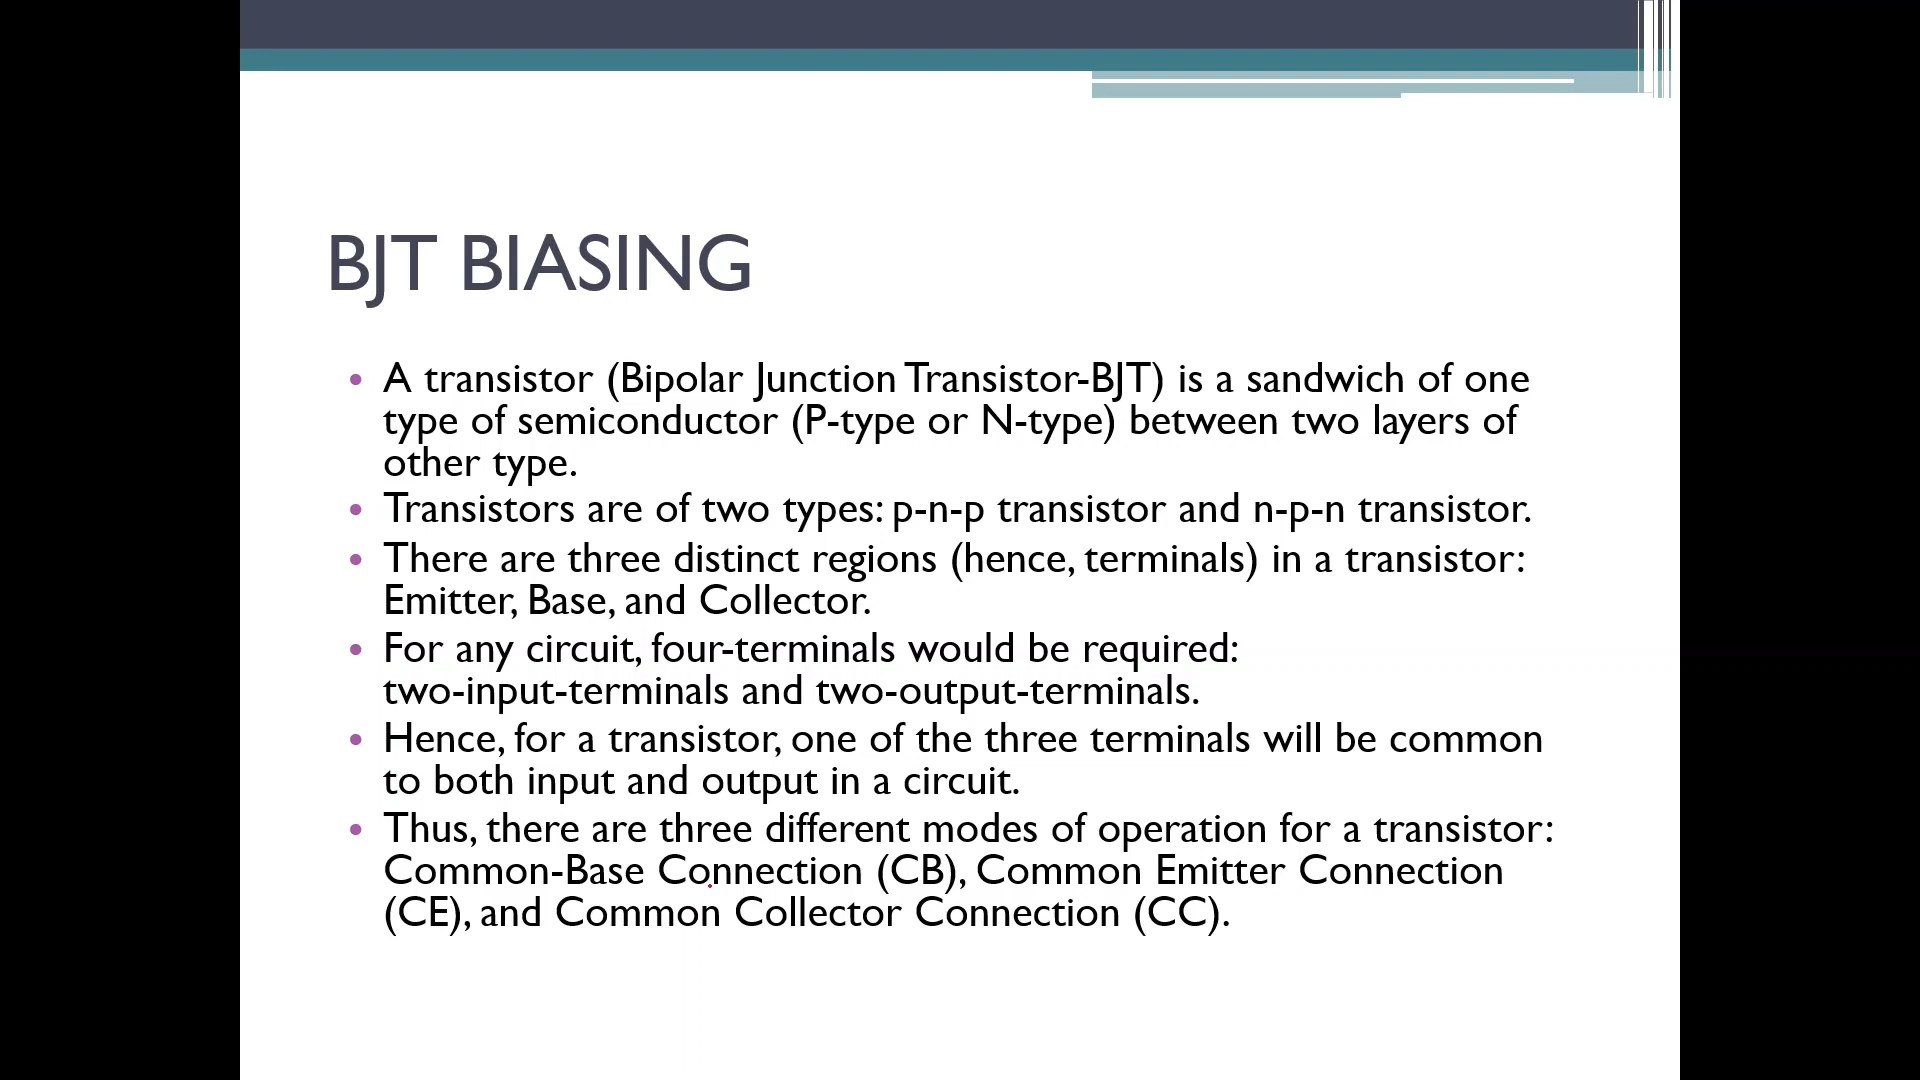 BJT BIASING
• A transistor (Bipolar Junction Transistor-BJT) is a sandwich of one
type of semiconductor (P-type or N-type) between two layers of
other type.
• Transistors are of two types: p-n-p transistor and n-p-n transistor.
• There are three distinct regions (hence, terminals) in a transistor:
Emitter, Base, and Collector.
• For any circuit, four-terminals would be required:
two-input-terminals and two-output-terminals.
• Hence, for a transistor, one of the three terminals will be common
to both input and output in a circuit.
• Thus, there are three different modes of operation for a transistor:
Common-Base Connection (CB), Common Emitter Connection
(CE), and Common Collector Connection (CC).